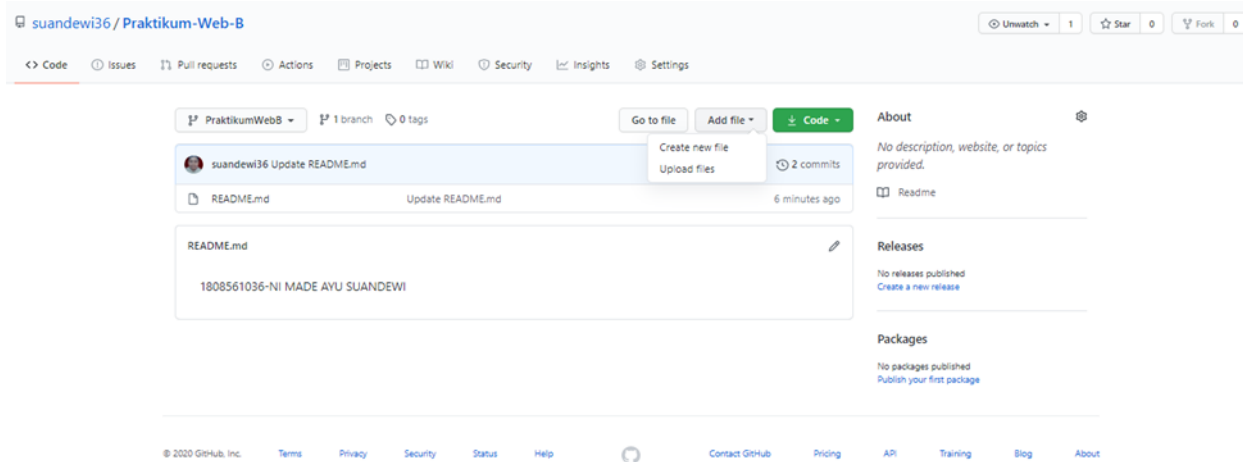 suandewi36 / Praktikum-Web-B
Unwatch 1 Star 0 Fork 0
<> Code Issues Pull requests Actions Projects Wiki Security Insights Settings
PraktikumWebB 1 branch 0 tags Go to file Add file Code
Create new file
Upload files
suandewi36 Update README.md 2 commits
README.md Update README.md 6 minutes ago
README.md
1808561036-NI MADE AYU SUANDEWI
About
No description, website, or topics
provided.
Readme
Releases
No releases published
Create a new release
Packages
No packages published
Publish your first package
© 2020 GitHub, Inc. Terms Privacy Security Status Help Contact GitHub Pricing API Training Blog About